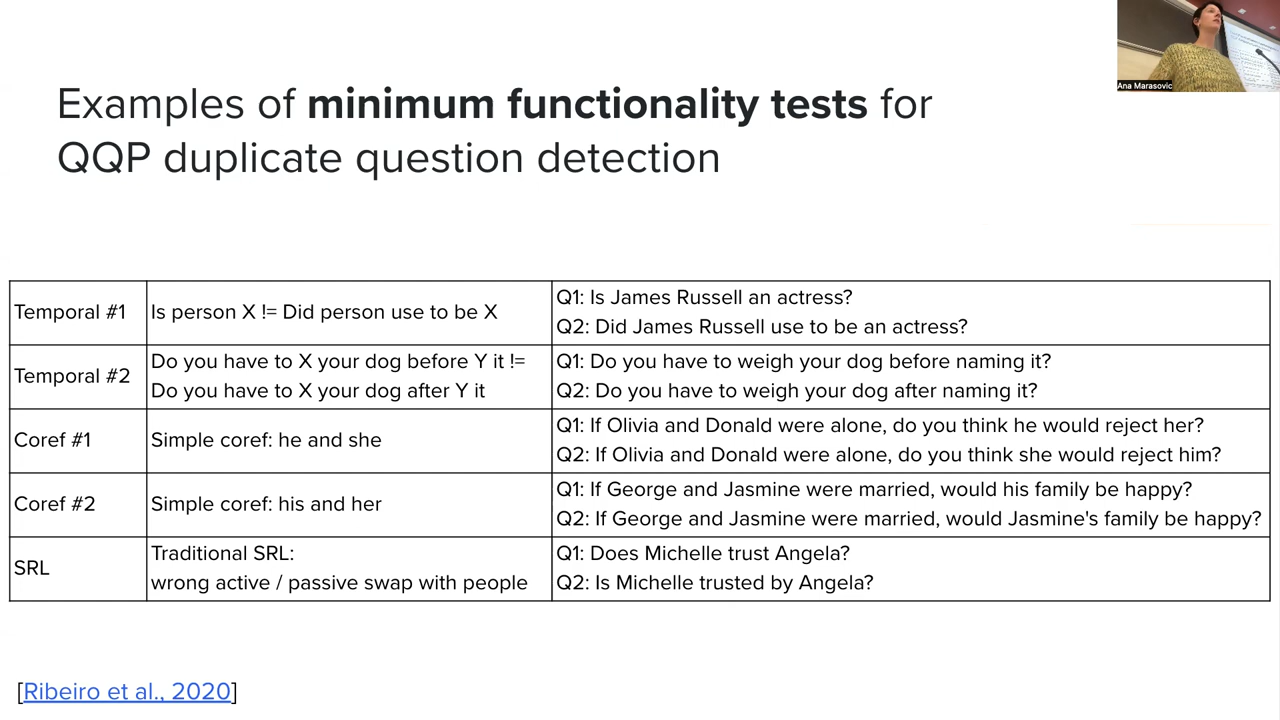 Ana Marasovic
Examples of minimum functionality tests for
QQP duplicate question detection
Temporal #1
Is person X != Did person use to be X
Q1: Is James Russell an actress?
Q2: Did James Russell use to be an actress?
Temporal #2
Do you have to X your dog before Y it !=
Do you have to X your dog after Y it
Q1: Do you have to weigh your dog before naming it?
Q2: Do you have to weigh your dog after naming it?
Coref #1
Simple coref: he and she
Q1: If Olivia and Donald were alone, do you think he would reject her?
Q2: If Olivia and Donald were alone, do you think she would reject him?
Coref #2
Simple coref: his and her
Q1: If George and Jasmine were married, would his family be happy?
Q2: If George and Jasmine were married, would Jasmine's family be happy?
SRL
Traditional SRL:
wrong active / passive swap with people
Q1: Does Michelle trust Angela?
Q2: Is Michelle trusted by Angela?
[Ribeiro et al., 2020]